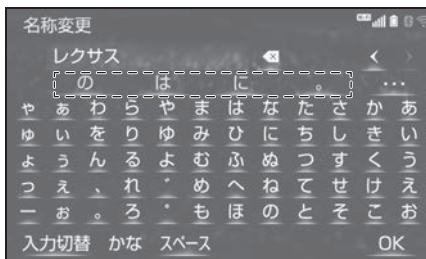 名称変更
レクサス
の は に 。 …
ゃ ぁ わ ら や ま は な た さ か あ
ゅ ぃ を り ゆ み ひ に ち し き い
ょ ぅ ん る よ む ふ ぬ つ す く う
っ ぇ 、 れ ゛ め へ ね て せ け え
ー ぉ 。 ろ ゜ も ほ の と そ こ お
入力切替 かな スペース OK